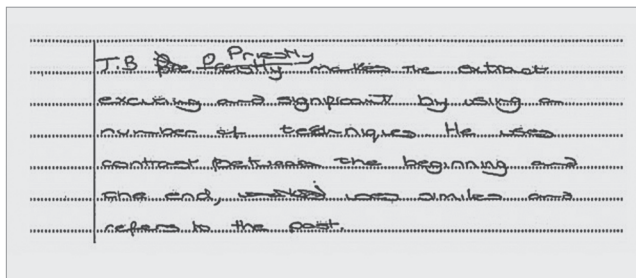 Priestly
J.B Pre Prestly makes the extract
exciting and significant by using a
number of techniques. He uses
contrast between the beginning and
the end, uses similes and
refers to the past.